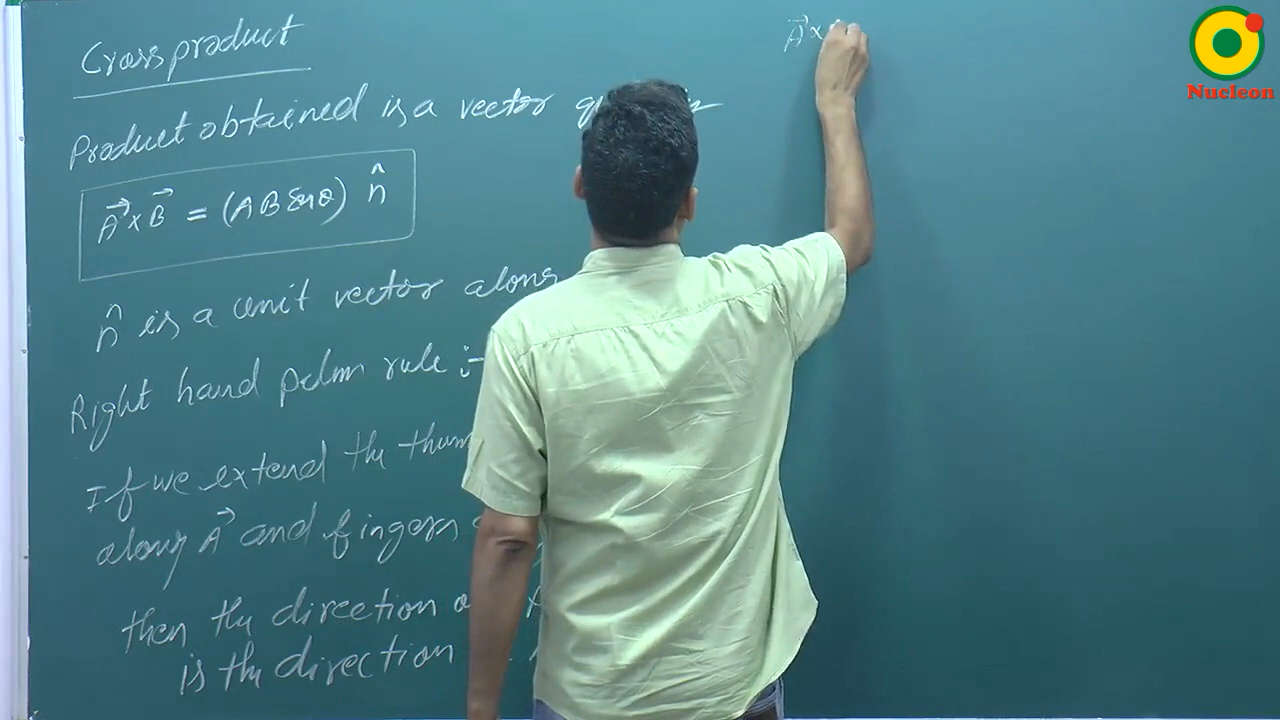 Cross product
Product obtained is a vector
A⃗ × B⃗ = (AB Sinθ) n̂
n̂ is a unit vector along
Right hand palm rule :-
If we extend the thum
along A⃗ and fingers
then the direction o
is the direction
A⃗ ×
Nucleon